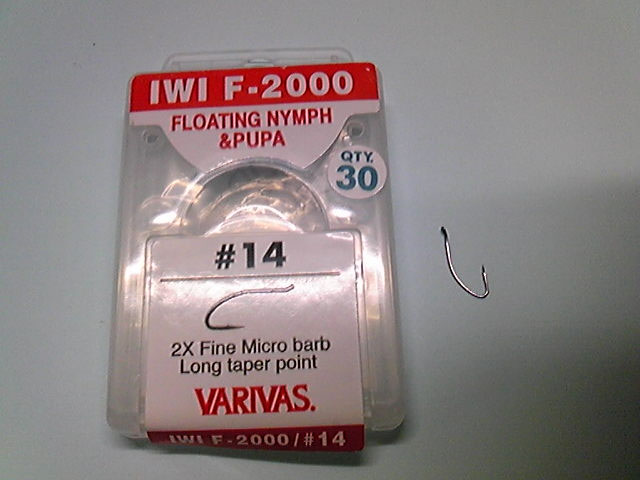 IWI F-2000
FLOATING NYMPH
&PUPA
QTY.
30
#14
2X Fine Micro barb
Long taper point
VARIVAS.
IWI F-2000/#14